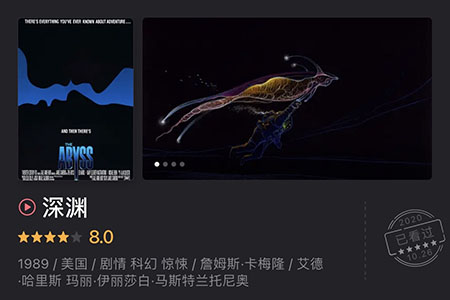 THERE'S EVERYTHING YOU'VE EVER KNOWN ABOUT ADVENTURE...
AND THEN THERE'S
THE
ABYSS
深渊
8.0
1989 / 美国 / 剧情 科幻 惊悚 / 詹姆斯·卡梅隆 / 艾德
·哈里斯 玛丽·伊丽莎白·马斯特兰托尼奥
2020
已看过
10.26